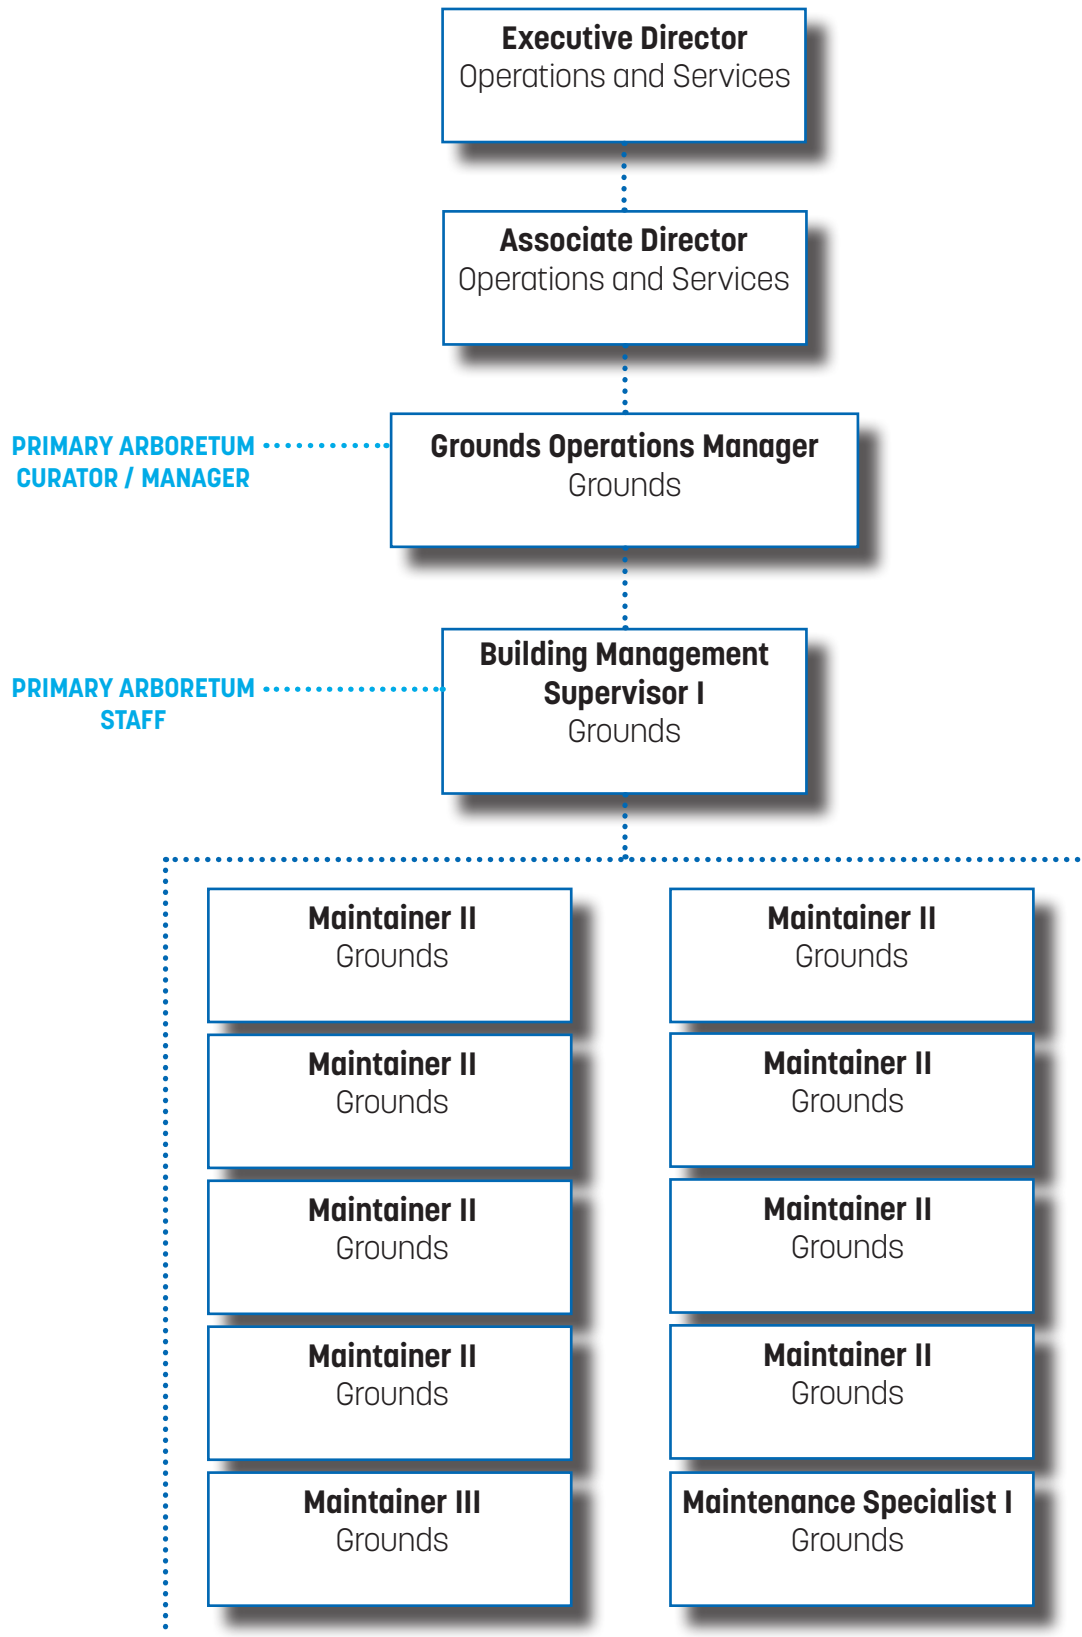 Executive Director
Operations and Services
Associate Director
Operations and Services
PRIMARY ARBORETUM
CURATOR / MANAGER
Grounds Operations Manager
Grounds
PRIMARY ARBORETUM
STAFF
Building Management
Supervisor I
Grounds
Maintainer II
Grounds
Maintainer II
Grounds
Maintainer II
Grounds
Maintainer II
Grounds
Maintainer II
Grounds
Maintainer II
Grounds
Maintainer II
Grounds
Maintainer II
Grounds
Maintainer III
Grounds
Maintenance Specialist I
Grounds